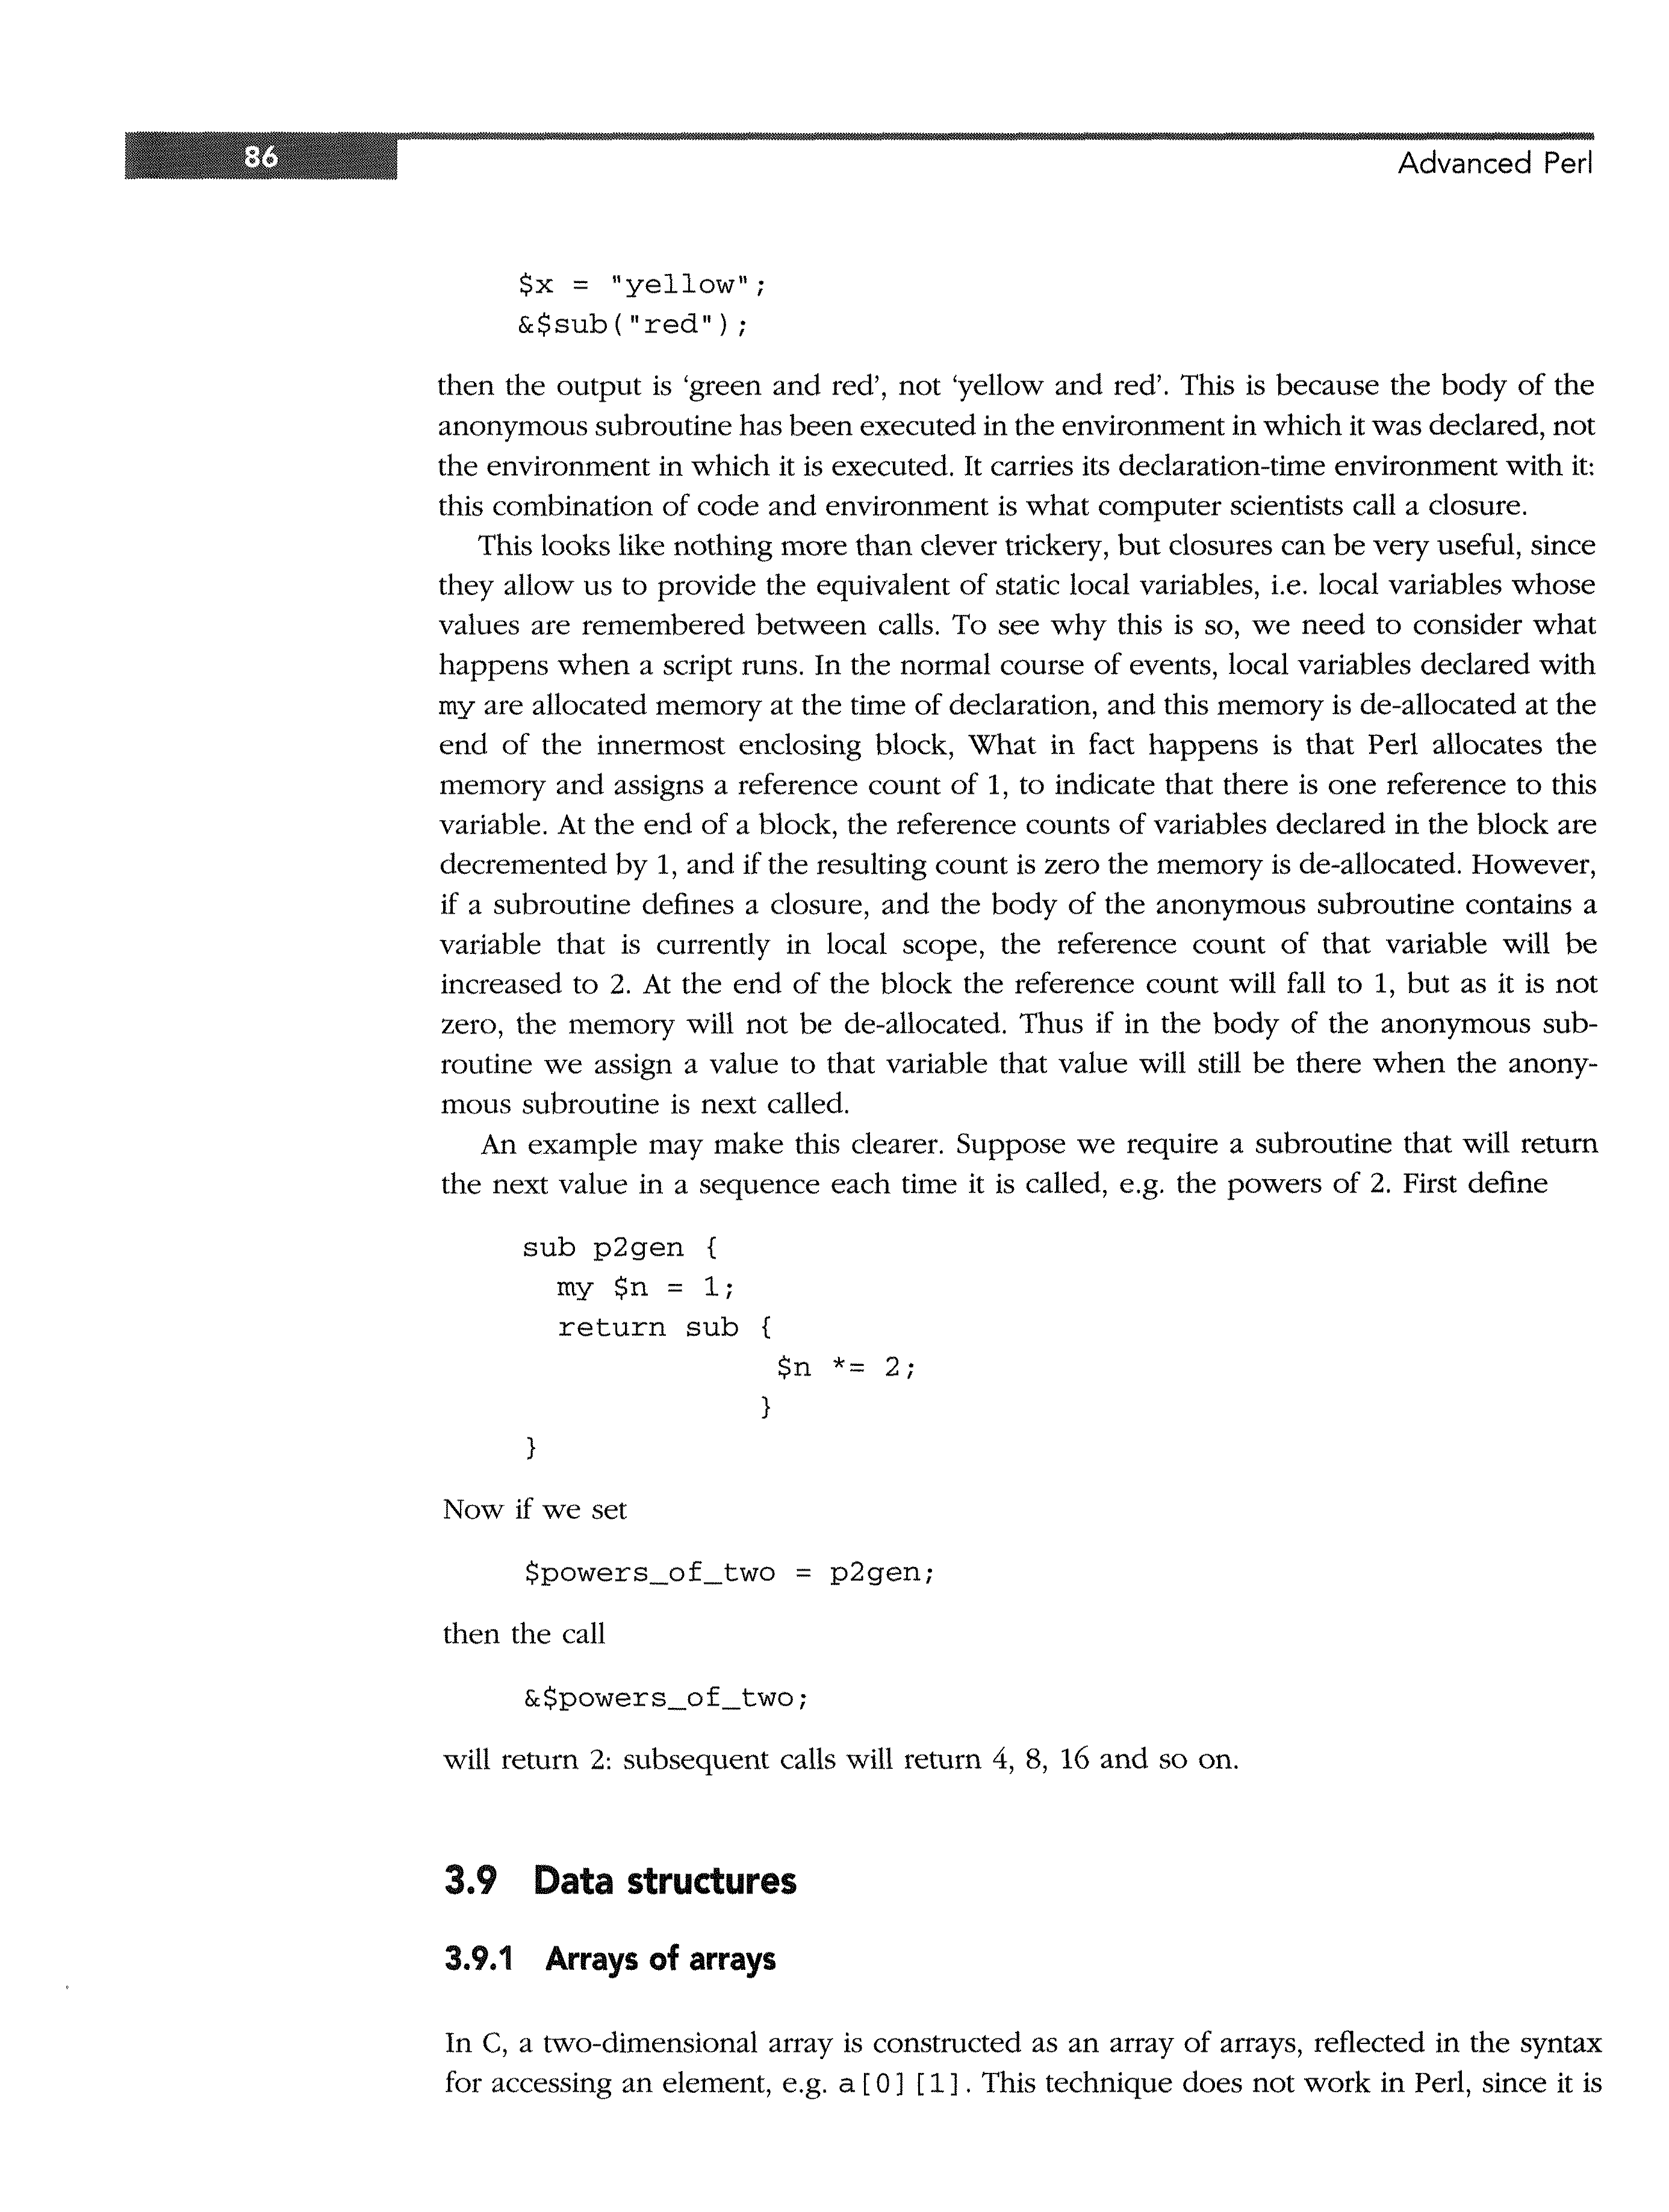 86
Advanced Perl
$x = "yellow";
&$sub("red");
then the output is ‘green and red’, not ‘yellow and red’. This is because the body of the
anonymous subroutine has been executed in the environment in which it was declared, not
the environment in which it is executed. It carries its declaration-time environment with it:
this combination of code and environment is what computer scientists call a closure.
This looks like nothing more than clever trickery, but closures can be very useful, since
they allow us to provide the equivalent of static local variables, i.e. local variables whose
values are remembered between calls. To see why this is so, we need to consider what
happens when a script runs. In the normal course of events, local variables declared with
my are allocated memory at the time of declaration, and this memory is de-allocated at the
end of the innermost enclosing block, What in fact happens is that Perl allocates the
memory and assigns a reference count of 1, to indicate that there is one reference to this
variable. At the end of a block, the reference counts of variables declared in the block are
decremented by 1, and if the resulting count is zero the memory is de-allocated. However,
if a subroutine defines a closure, and the body of the anonymous subroutine contains a
variable that is currently in local scope, the reference count of that variable will be
increased to 2. At the end of the block the reference count will fall to 1, but as it is not
zero, the memory will not be de-allocated. Thus if in the body of the anonymous sub-
routine we assign a value to that variable that value will still be there when the anony-
mous subroutine is next called.
An example may make this clearer. Suppose we require a subroutine that will return
the next value in a sequence each time it is called, e.g. the powers of 2. First define
sub p2gen {
my $n = 1;
return sub {
$n *= 2;
}
}
Now if we set
$powers_of_two = p2gen;
then the call
&$powers_of_two;
will return 2: subsequent calls will return 4, 8, 16 and so on.
3.9 Data structures
3.9.1 Arrays of arrays
In C, a two-dimensional array is constructed as an array of arrays, reflected in the syntax
for accessing an element, e.g. a[0][1]. This technique does not work in Perl, since it is